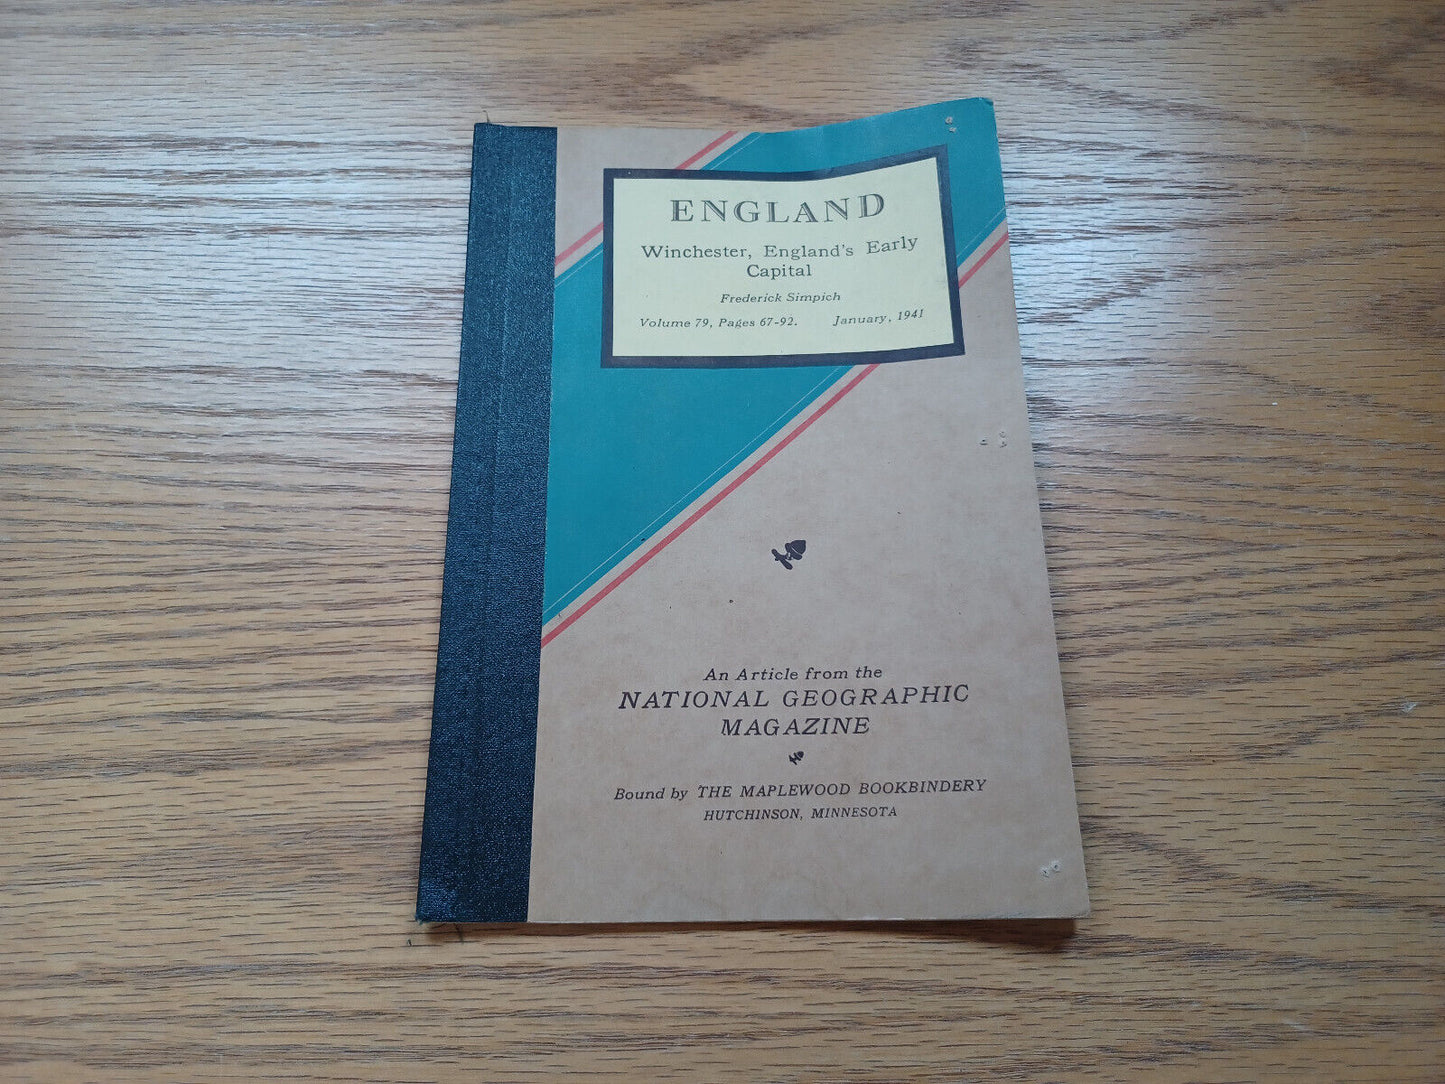 ENGLAND
Winchester, England's Early
Capital
Frederick Simpich
Volume 79, Pages 67-92. January, 1941
An Article from the
NATIONAL GEOGRAPHIC
MAGAZINE
Bound by THE MAPLEWOOD BOOKBINDERY
HUTCHINSON, MINNESOTA